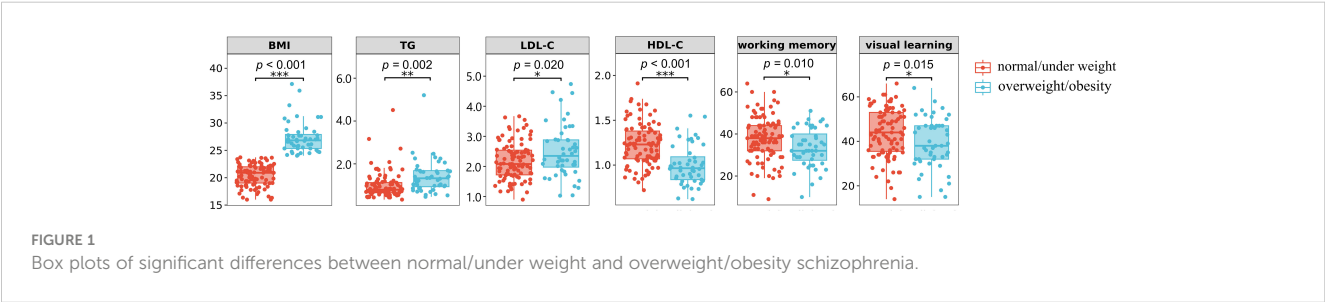 BMI TG LDL-C HDL-C working memory visual learning
p < 0.001 p = 0.002 p = 0.020 p < 0.001 p = 0.010 p = 0.015
*** ** * *** * *
40 35 30 25 20 15
6.0 4.0 2.0
5.0 4.0 3.0 2.0 1.0
2.0 1.5 1.0
60 40 20
60 40 20
normal/under weight
overweight/obesity
FIGURE 1
Box plots of significant differences between normal/under weight and overweight/obesity schizophrenia.